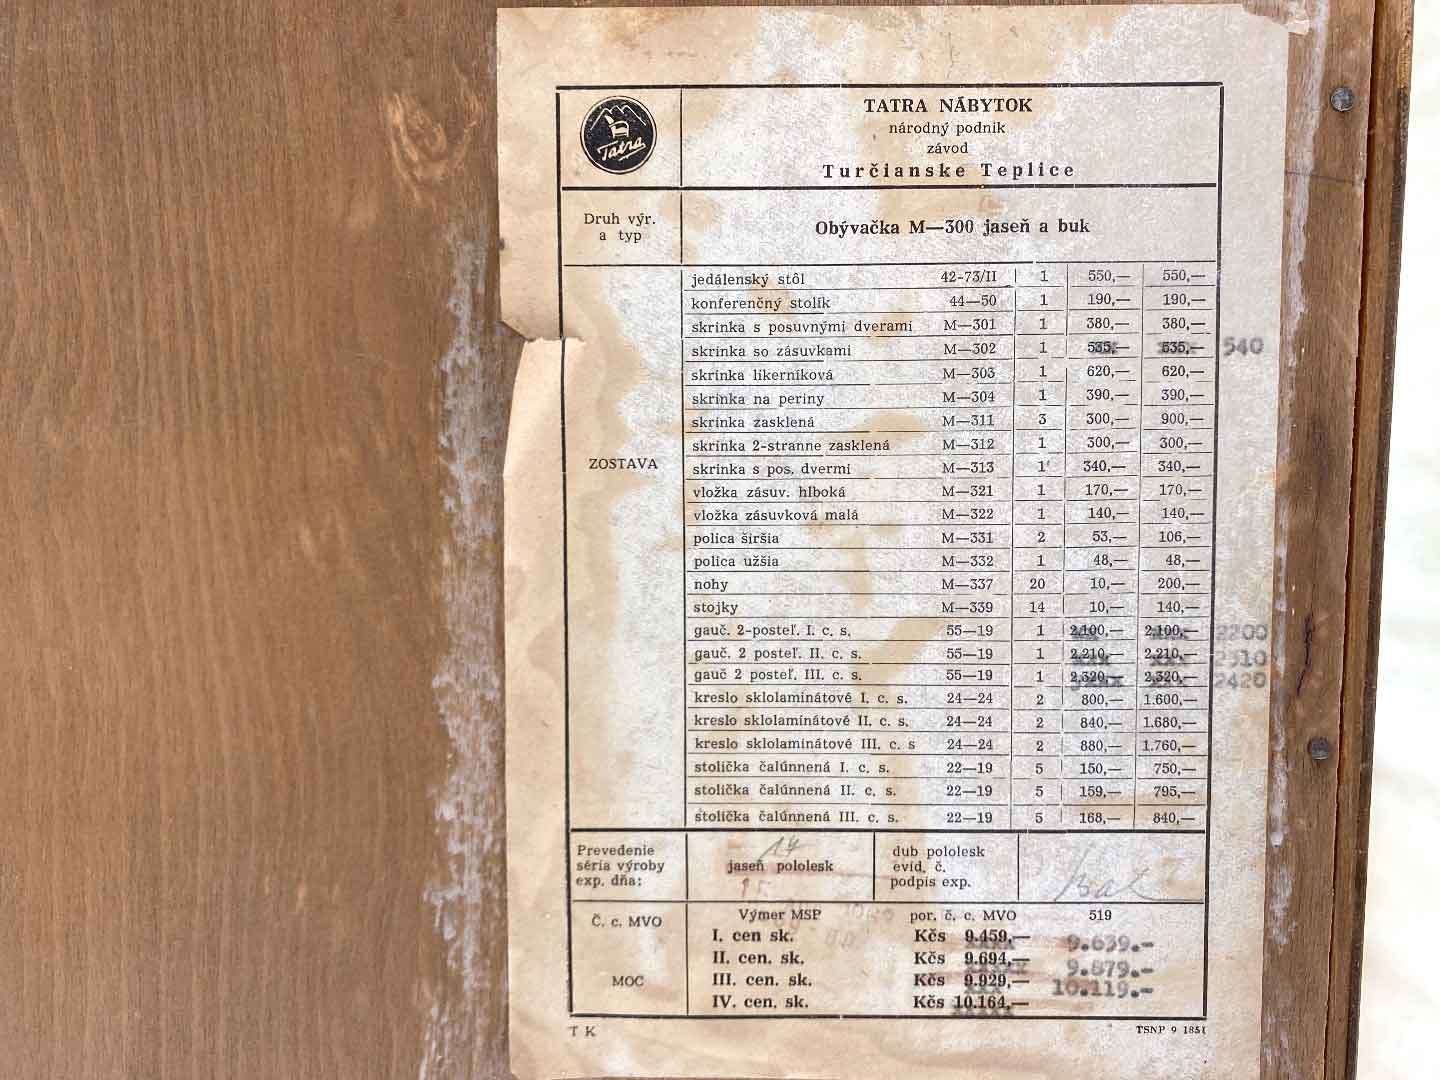 Tatra
TATRA NÁBYTOK
národný podnik
závod
Turčianske Teplice
Druh výr.
a typ
Obývačka M—300 jaseň a buk
ZOSTAVA
jedálenský stôl 42-73/II 1 550,— 550,—
konferenčný stolík 44—50 1 190,— 190,—
skrinka s posuvnými dverami M—301 1 380,— 380,—
skrinka so zásuvkami M—302 1 535,— 535,— 540
skrinka likerníková M—303 1 620,— 620,—
skrinka na periny M—304 1 390,— 390,—
skrinka zasklená M—311 3 300,— 900,—
skrinka 2-stranne zasklená M—312 1 300,— 300,—
skrinka s pos. dvermi M—313 1 340,— 340,—
vložka zásuv. hlboká M—321 1 170,— 170,—
vložka zásuvková malá M—322 1 140,— 140,—
polica širšia M—331 2 53,— 106,—
polica užšia M—332 1 48,— 48,—
nohy M—337 20 10,— 200,—
stojky M—339 14 10,— 140,—
gauč. 2-posteľ. I. c. s. 55—19 1 2,100,— 2,100,— 2200
gauč. 2 posteľ. II. c. s. 55—19 1 2,210,— 2,210,— 2310
gauč 2 posteľ. III. c. s. 55—19 1 2,320,— 2,320,— 2420
kreslo sklolaminátové I. c. s. 24—24 2 800,— 1.600,—
kreslo sklolaminátové II. c. s. 24—24 2 840,— 1.680,—
kreslo sklolaminátové III. c. s 24—24 2 880,— 1.760,—
stolička čalúnnená I. c. s. 22—19 5 150,— 750,—
stolička čalúnnená II. c. s. 22—19 5 159,— 795,—
stolička čalúnnená III. c. s. 22—19 5 168,— 840,—
Prevedenie
séria výroby
exp. dňa:
jaseň pololesk
dub pololesk
evid. č.
podpis exp.
Č. c. MVO
Výmer MSP por. č. c. MVO 519
MOC
I. cen sk. Kčs 9.459,— 9.639.-
II. cen. sk. Kčs 9.694,— 9.879.-
III. cen. sk. Kčs 9.929,— 10.119.-
IV. cen. sk. Kčs 10.164,—
T K
TSNP 9 1851